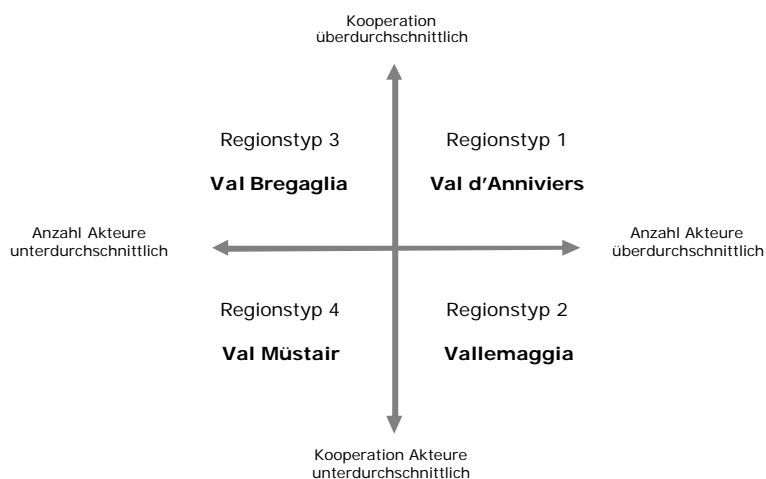 Kooperation
überdurchschnittlich
Regionstyp 3
Val Bregaglia
Regionstyp 1
Val d'Anniviers
Anzahl Akteure
unterdurchschnittlich
Anzahl Akteure
überdurchschnittlich
Regionstyp 4
Val Müstair
Regionstyp 2
Vallemaggia
Kooperation Akteure
unterdurchschnittlich